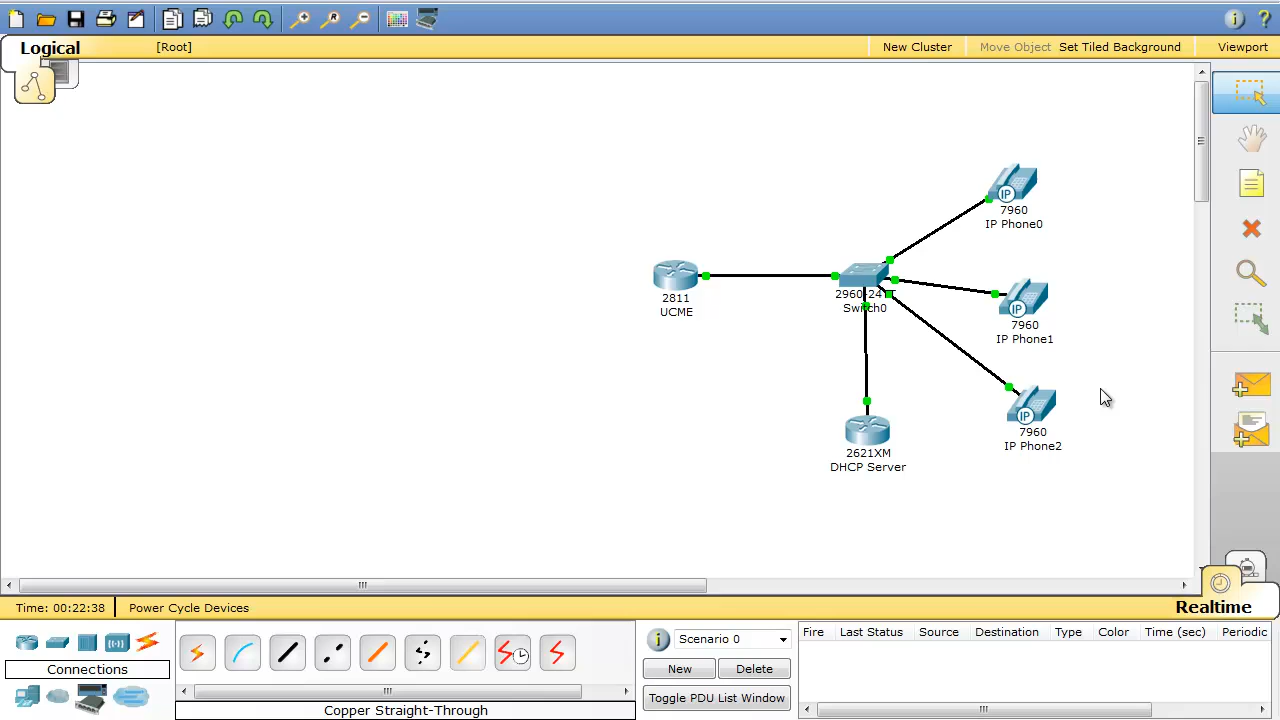 Logical
[Root]
New Cluster
Move Object
Set Tiled Background
Viewport
7960
IP Phone0
2811
UCME
2960-24TT
Switch0
7960
IP Phone1
7960
IP Phone2
2621XM
DHCP Server
Time: 00:22:38
Power Cycle Devices
Realtime
Connections
Copper Straight-Through
Scenario 0
New
Delete
Toggle PDU List Window
Fire
Last Status
Source
Destination
Type
Color
Time (sec)
Periodic